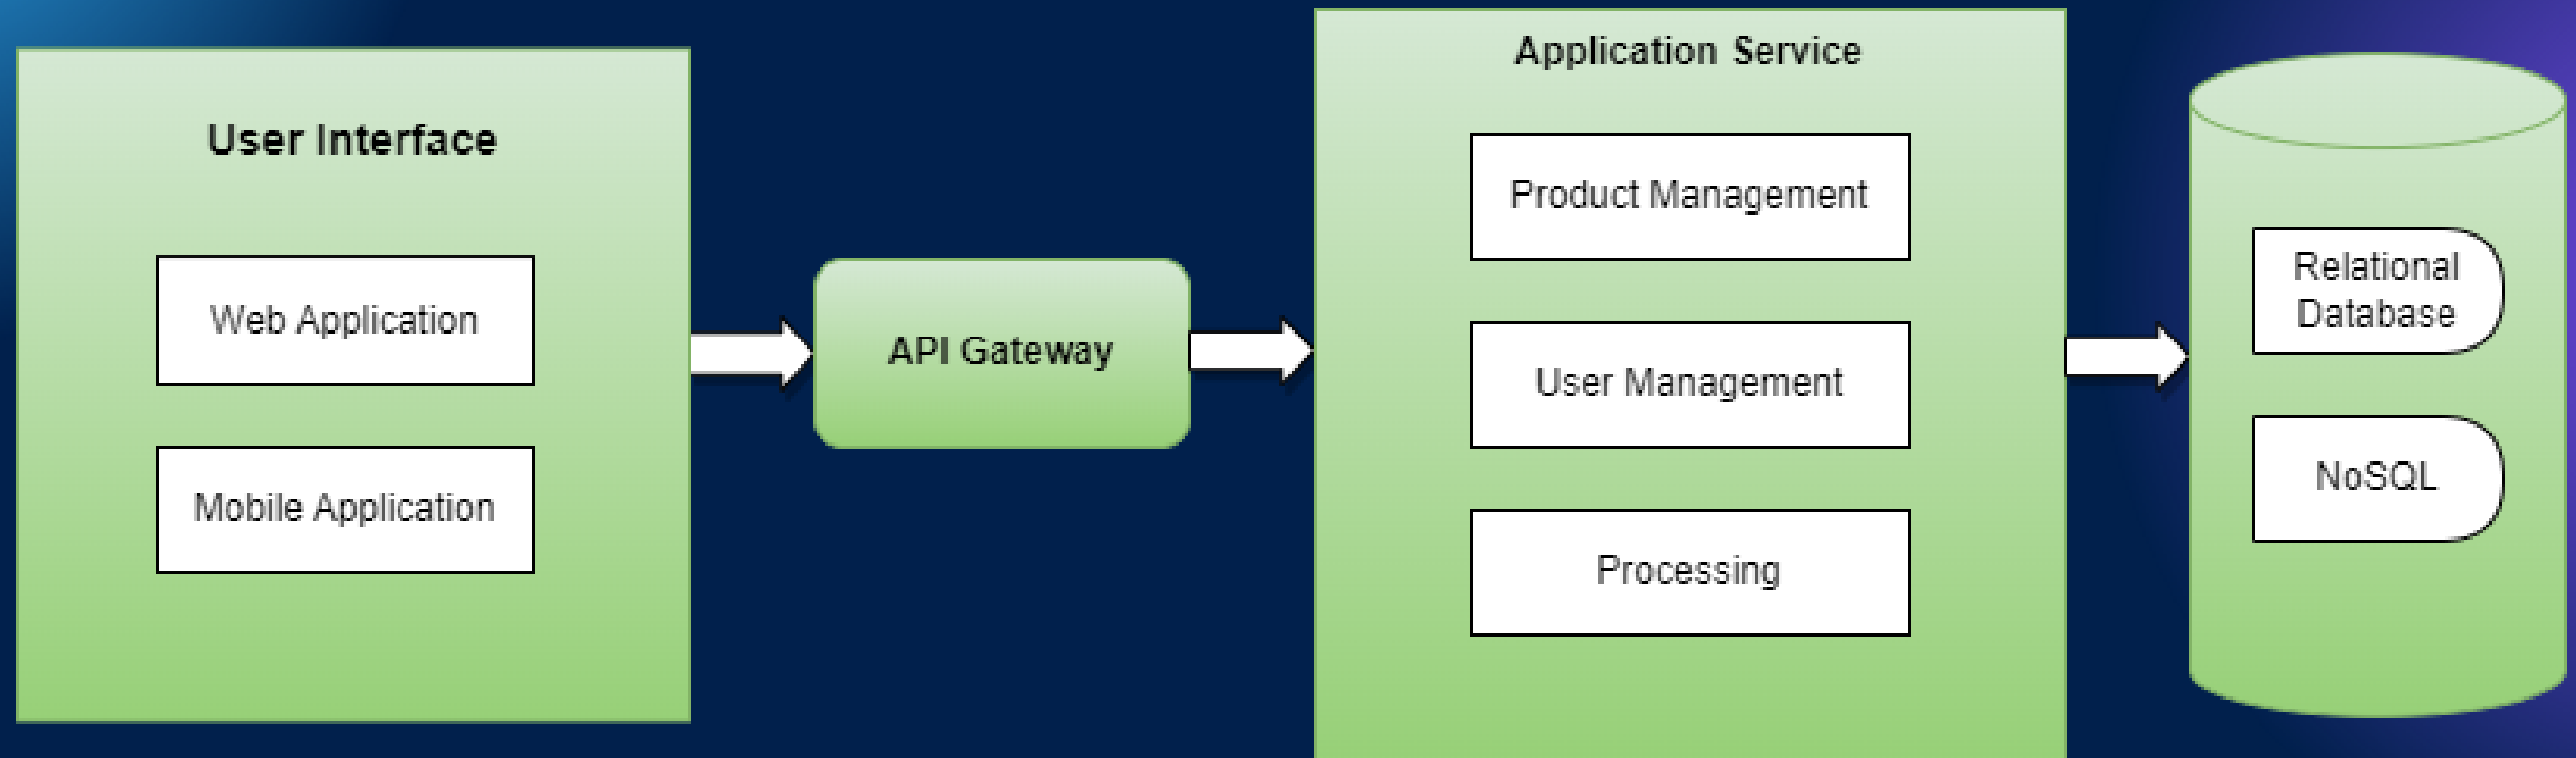 User Interface
Web Application
Mobile Application
API Gateway
Application Service
Product Management
User Management
Processing
Relational
Database
NoSQL